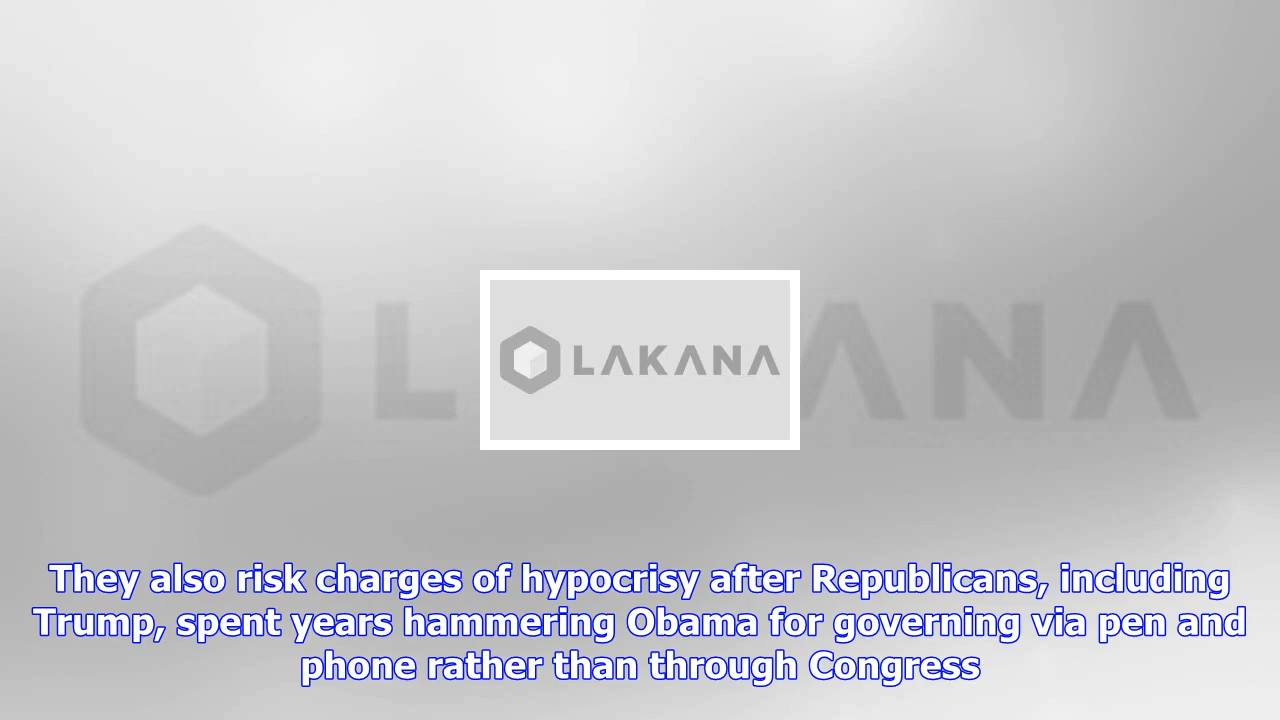 LAKANA
They also risk charges of hypocrisy after Republicans, including
Trump, spent years hammering Obama for governing via pen and
phone rather than through Congress